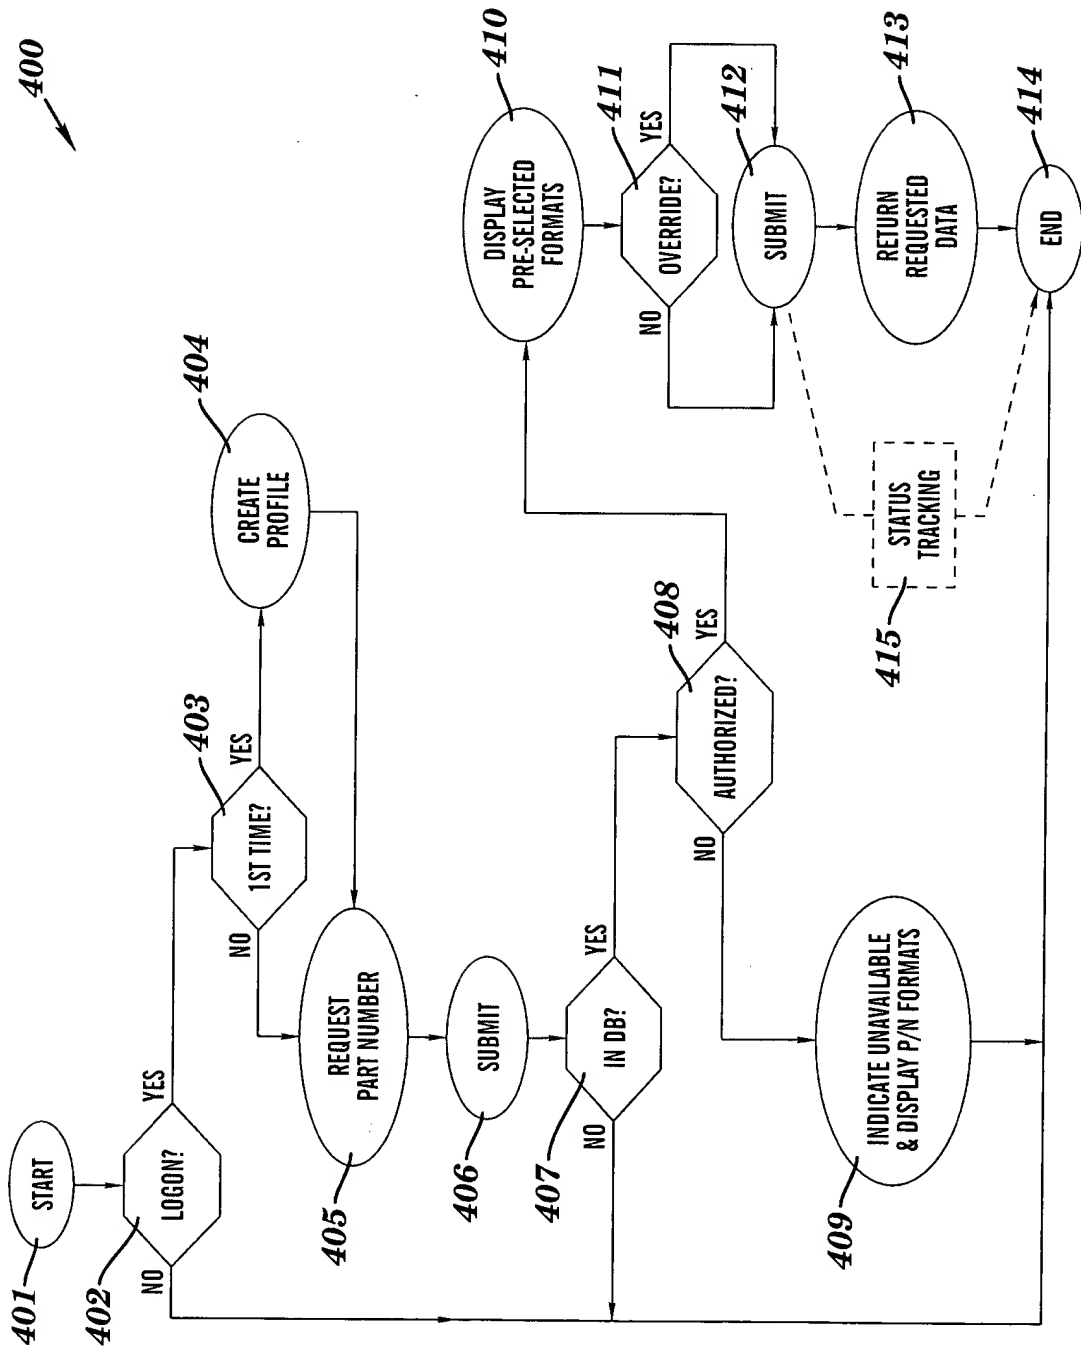 400
401
START
402
LOGON?
YES
NO
403
1ST TIME?
YES
NO
404
CREATE
PROFILE
405
REQUEST
PART NUMBER
406
SUBMIT
407
IN DB?
YES
NO
408
AUTHORIZED?
YES
NO
409
INDICATE UNAVAILABLE
& DISPLAY P/N FORMATS
410
DISPLAY
PRE-SELECTED
FORMATS
411
OVERRIDE?
YES
NO
412
SUBMIT
413
RETURN
REQUESTED
DATA
414
END
415
STATUS
TRACKING